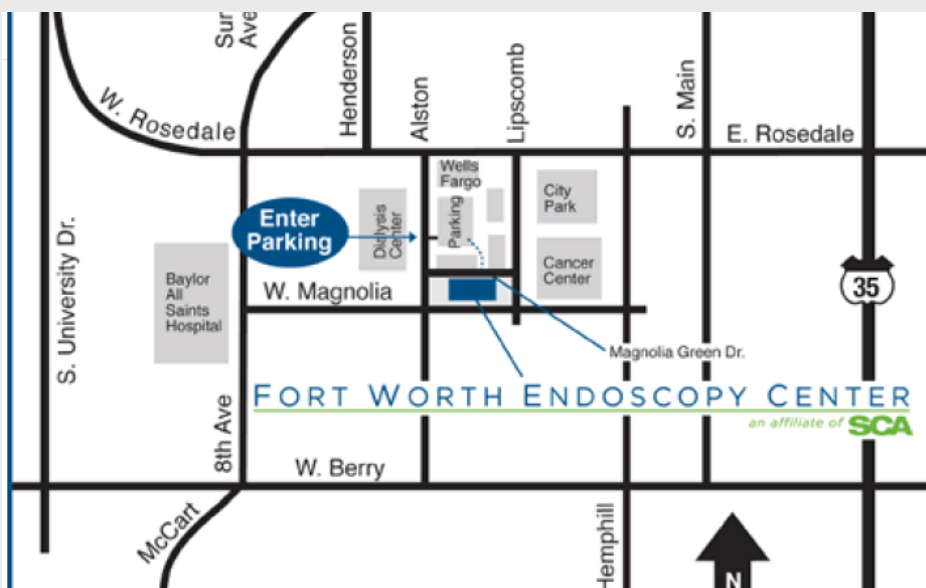 Sur
Ave
Henderson
Alston
Lipscomb
S. Main
W. Rosedale
E. Rosedale
Wells
Fargo
Enter
Parking
Dialysis
Center
Parking
City
Park
S. University Dr.
Baylor
All
Saints
Hospital
W. Magnolia
Cancer
Center
35
Magnolia Green Dr.
FORT WORTH ENDOSCOPY CENTER
an affiliate of SCA
8th Ave
W. Berry
McCart
Hemphill
N